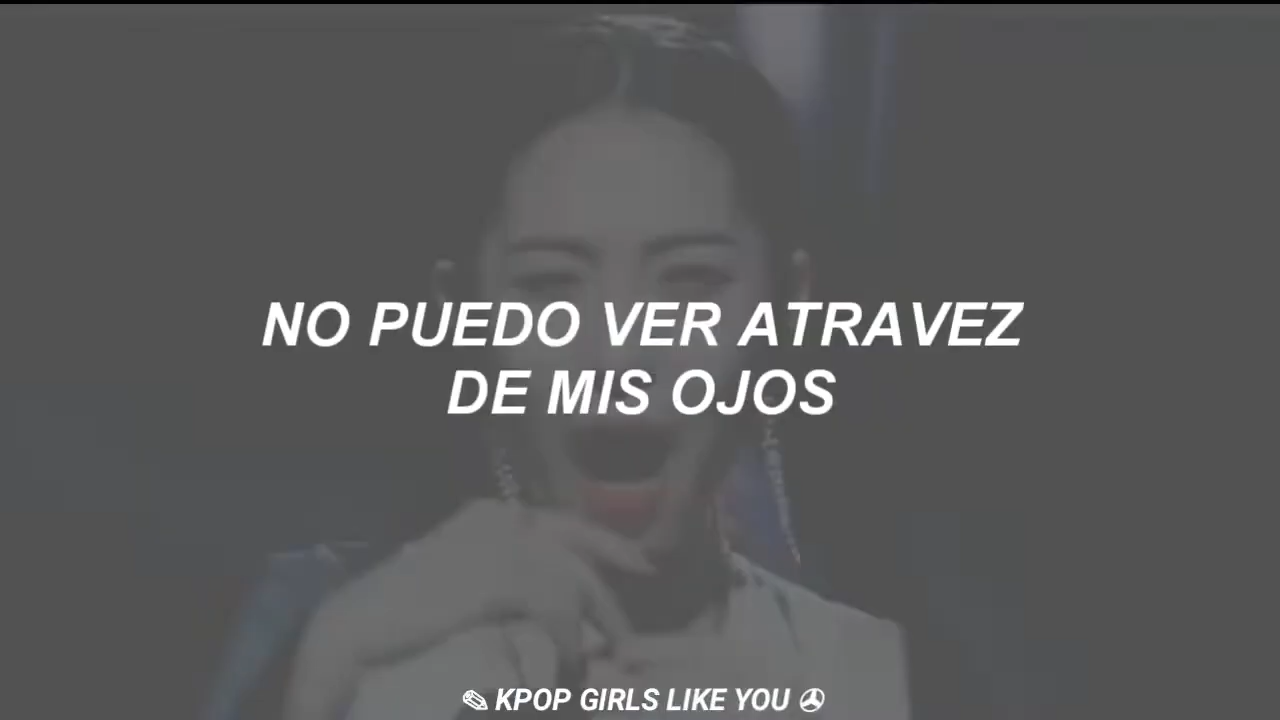 NO PUEDO VER ATRAVEZ
DE MIS OJOS
✎ KPOP GIRLS LIKE YOU ✇